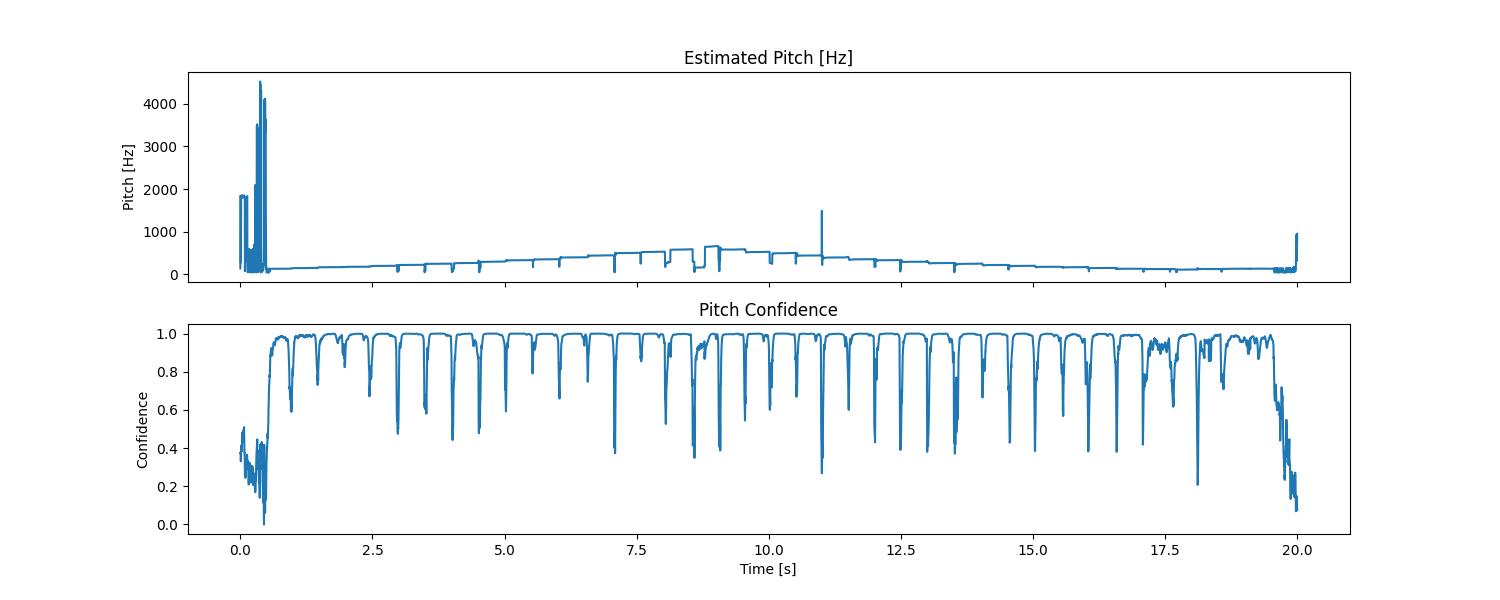 Estimated Pitch [Hz]
4000
3000
2000
1000
0
Pitch [Hz]
Pitch Confidence
1.0
0.8
0.6
0.4
0.2
0.0
Confidence
0.0 2.5 5.0 7.5 10.0 12.5 15.0 17.5 20.0
Time [s]